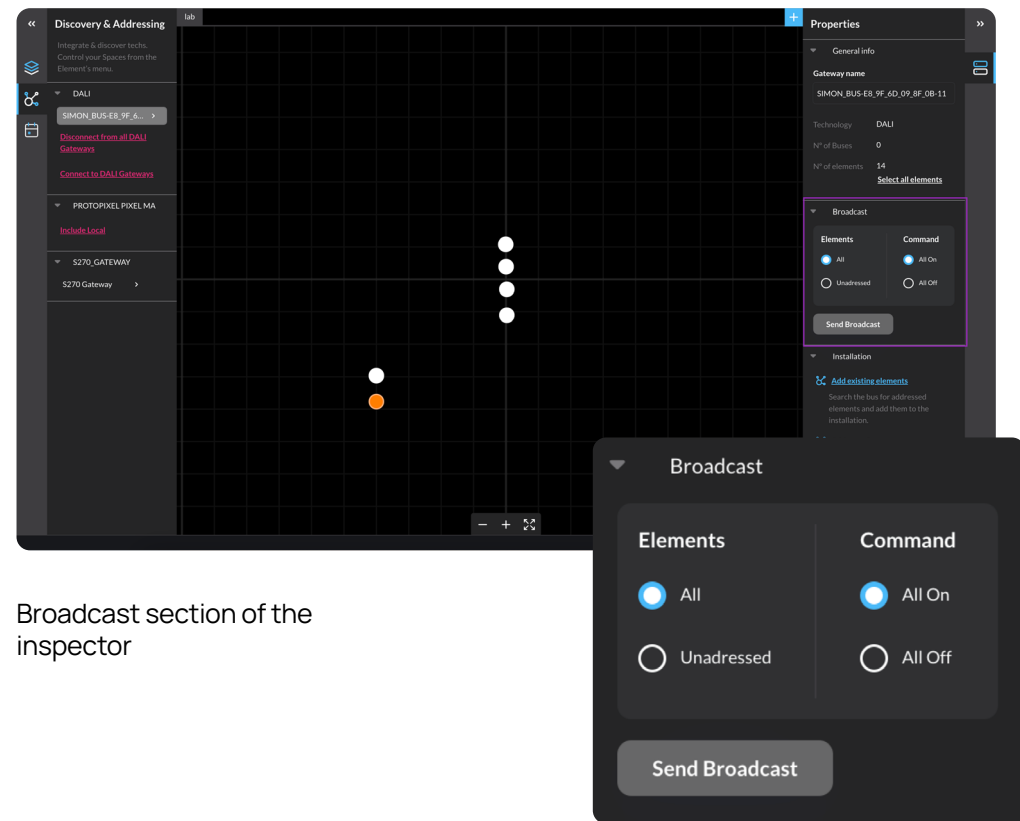 Discovery & Addressing
Integrate & discover techs.
Control your Spaces from the
Element's menu.
DALI
SIMON_BUS-E8_9F_6...
Disconnect from all DALI
Gateways
Connect to DALI Gateways
PROTOPIXEL PIXEL MA
Include Local
S270_GATEWAY
S270 Gateway
lab
Properties
General info
Gateway name
SIMON_BUS-E8_9F_6D_09_8F_0B-11
Technology DALI
Nº of Buses 0
Nº of elements 14
Select all elements
Broadcast
Elements Command
All All On
Unadressed All Off
Send Broadcast
Installation
Add existing elements
Search the bus for addressed
elements and add them to the
installation.
Broadcast
Elements Command
All All On
Unadressed All Off
Send Broadcast
Broadcast section of the
inspector